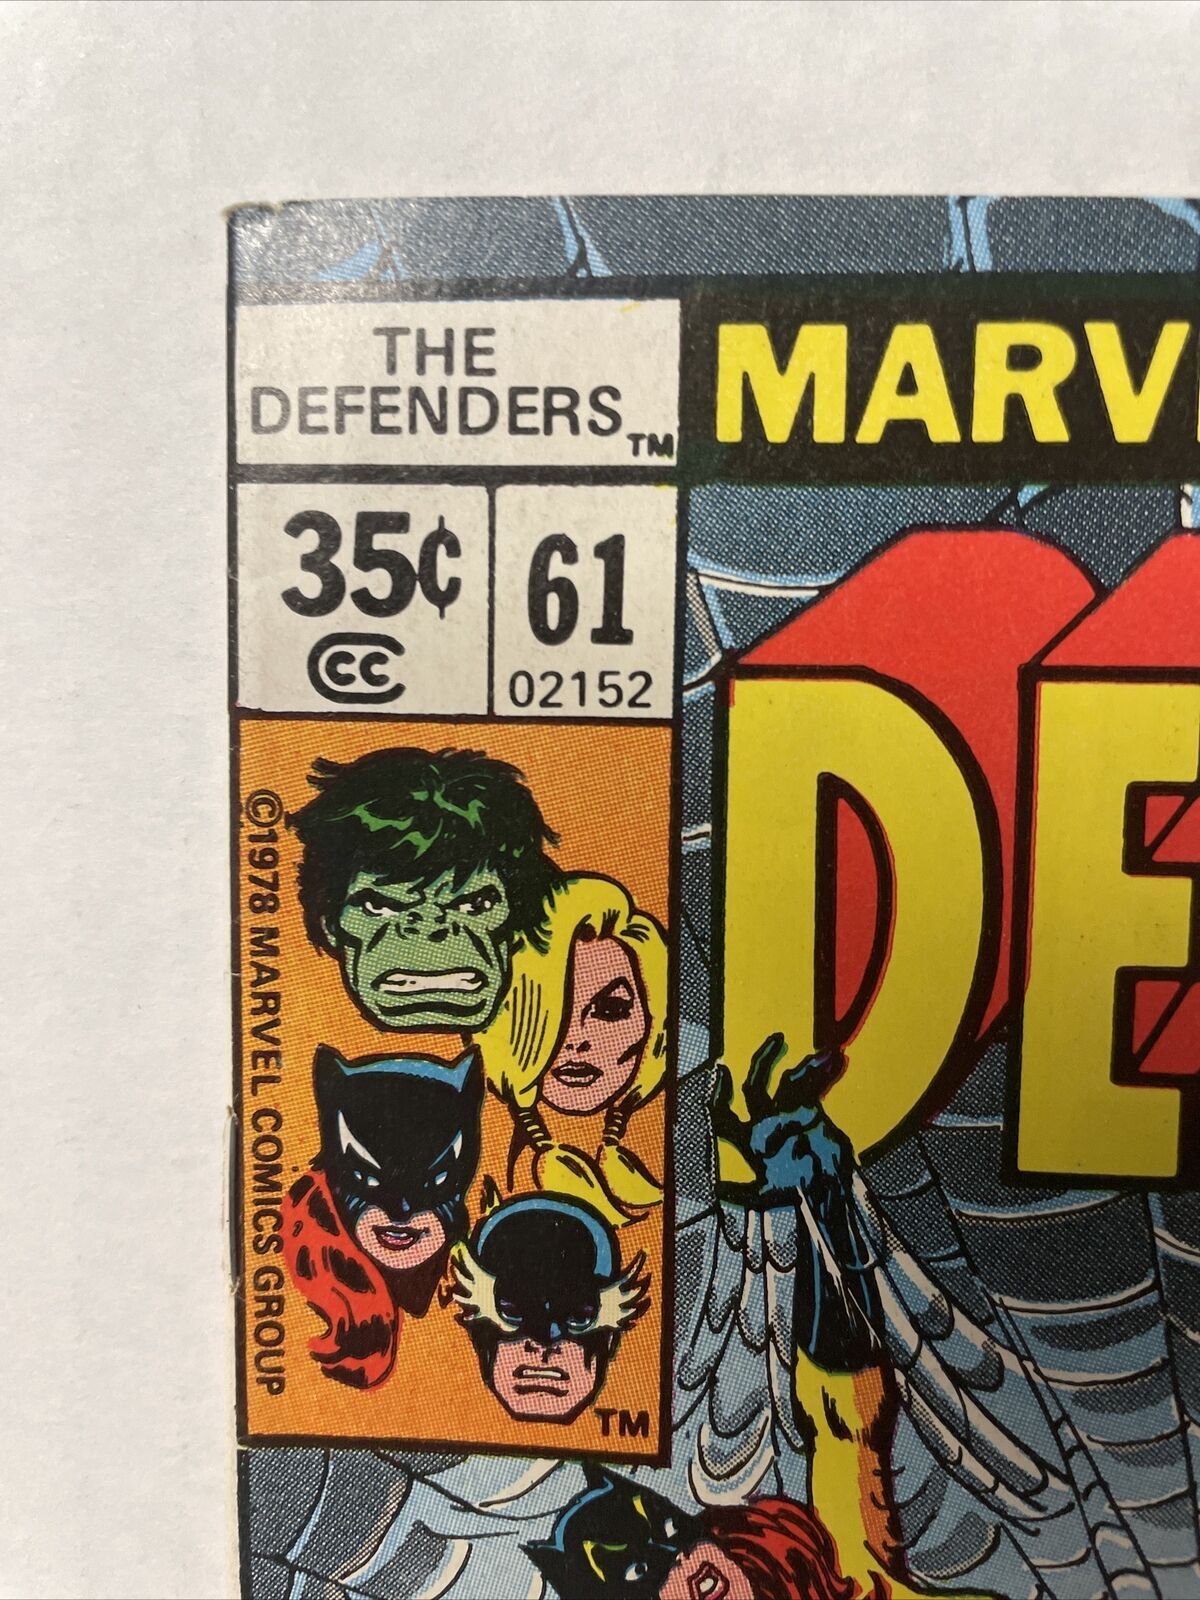 THE
DEFENDERS TM
MARV
35¢ 61
CC 02152
DE
©1978 MARVEL COMICS GROUP
TM